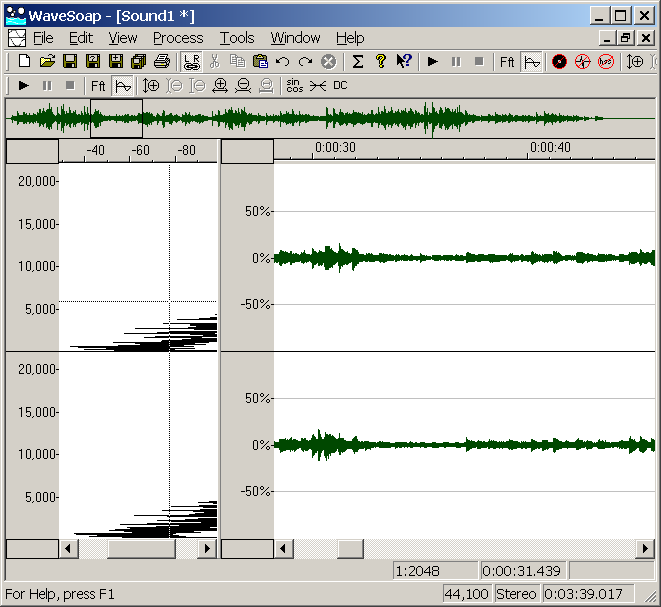 WaveSoap - [Sound1 *]
File Edit View Process Tools Window Help
L R Σ ? ? Fft
Fft sin cos DC
-40 -60 -80 0:00:30 0:00:40
20,000
15,000
10,000
5,000
50%
0%
-50%
20,000
15,000
10,000
5,000
50%
0%
-50%
1:2048 0:00:31.439
For Help, press F1 44,100 Stereo 0:03:39.017